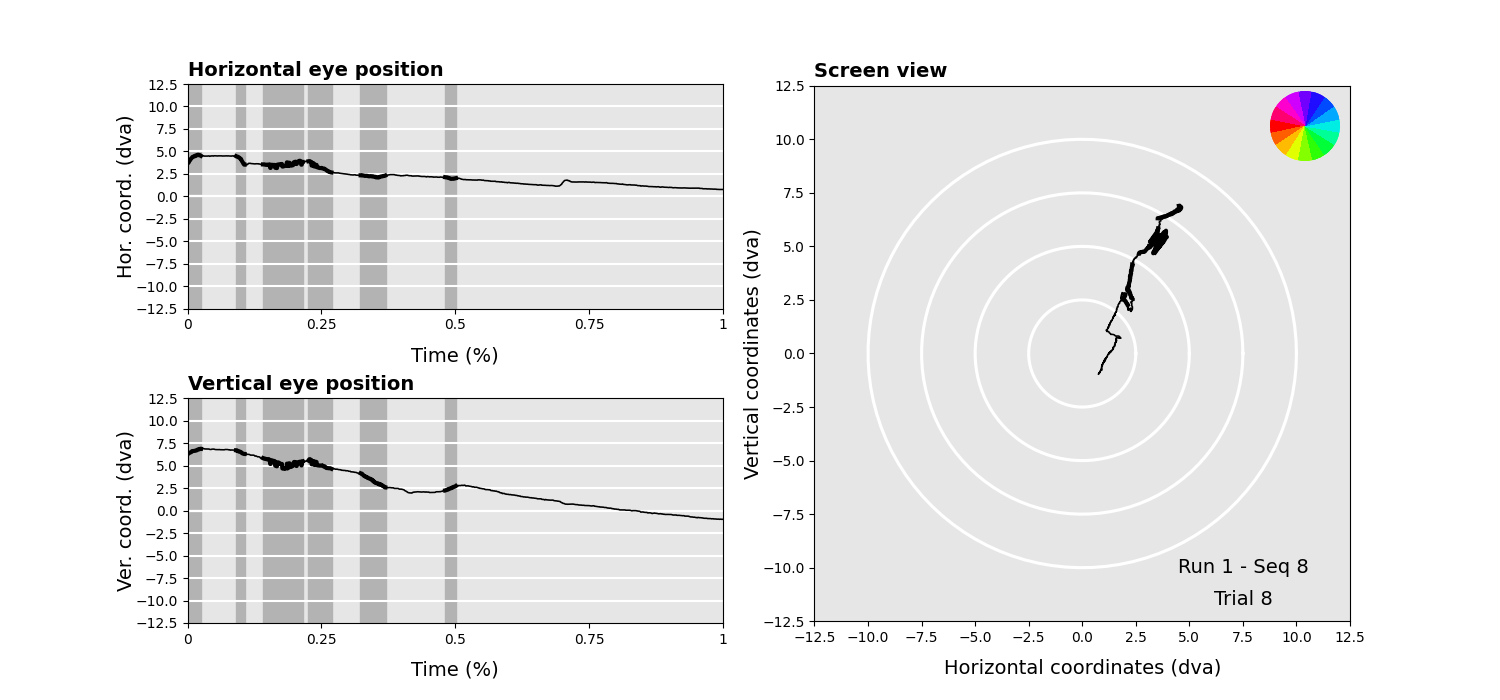 Horizontal eye position
Hor. coord. (dva)
12.5
10.0
7.5
5.0
2.5
0.0
−2.5
−5.0
−7.5
−10.0
−12.5
0 0.25 0.5 0.75 1
Time (%)
Vertical eye position
Ver. coord. (dva)
12.5
10.0
7.5
5.0
2.5
0.0
−2.5
−5.0
−7.5
−10.0
−12.5
0 0.25 0.5 0.75 1
Time (%)
Screen view
Vertical coordinates (dva)
12.5
10.0
7.5
5.0
2.5
0.0
−2.5
−5.0
−7.5
−10.0
−12.5
Run 1 - Seq 8
Trial 8
−12.5 −10.0 −7.5 −5.0 −2.5 0.0 2.5 5.0 7.5 10.0 12.5
Horizontal coordinates (dva)